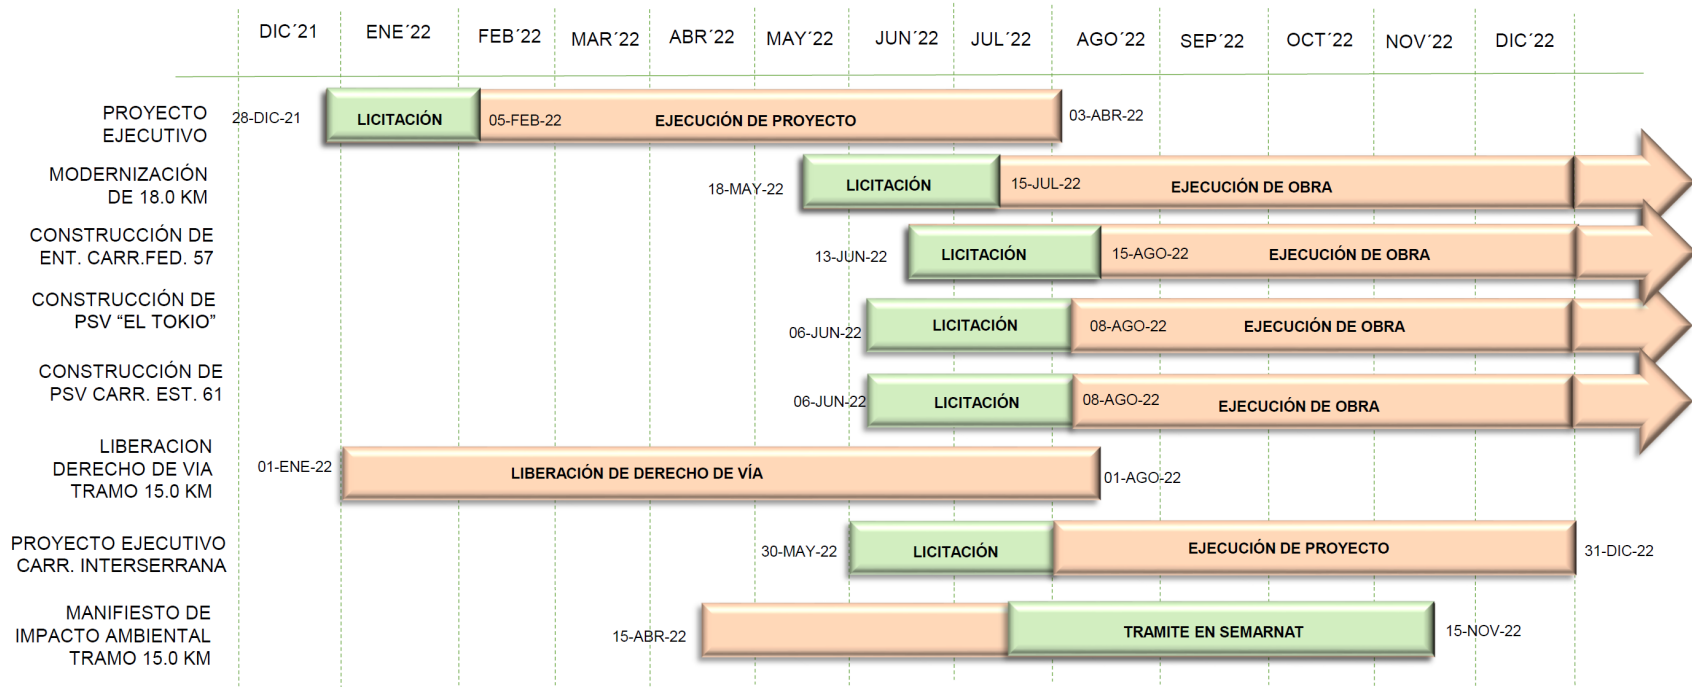 DIC´21 ENE´22 FEB´22 MAR´22 ABR´22 MAY´22 JUN´22 JUL´22 AGO´22 SEP´22 OCT´22 NOV´22 DIC´22
PROYECTO
EJECUTIVO
28-DIC-21 LICITACIÓN 05-FEB-22 EJECUCIÓN DE PROYECTO 03-ABR-22
MODERNIZACIÓN
DE 18.0 KM
18-MAY-22 LICITACIÓN 15-JUL-22 EJECUCIÓN DE OBRA
CONSTRUCCIÓN DE
ENT. CARR.FED. 57
13-JUN-22 LICITACIÓN 15-AGO-22 EJECUCIÓN DE OBRA
CONSTRUCCIÓN DE
PSV “EL TOKIO”
06-JUN-22 LICITACIÓN 08-AGO-22 EJECUCIÓN DE OBRA
CONSTRUCCIÓN DE
PSV CARR. EST. 61
06-JUN-22 LICITACIÓN 08-AGO-22 EJECUCIÓN DE OBRA
LIBERACION
DERECHO DE VIA
TRAMO 15.0 KM
01-ENE-22 LIBERACIÓN DE DERECHO DE VÍA 01-AGO-22
PROYECTO EJECUTIVO
CARR. INTERSERRANA
30-MAY-22 LICITACIÓN EJECUCIÓN DE PROYECTO 31-DIC-22
MANIFIESTO DE
IMPACTO AMBIENTAL
TRAMO 15.0 KM
15-ABR-22 TRAMITE EN SEMARNAT 15-NOV-22